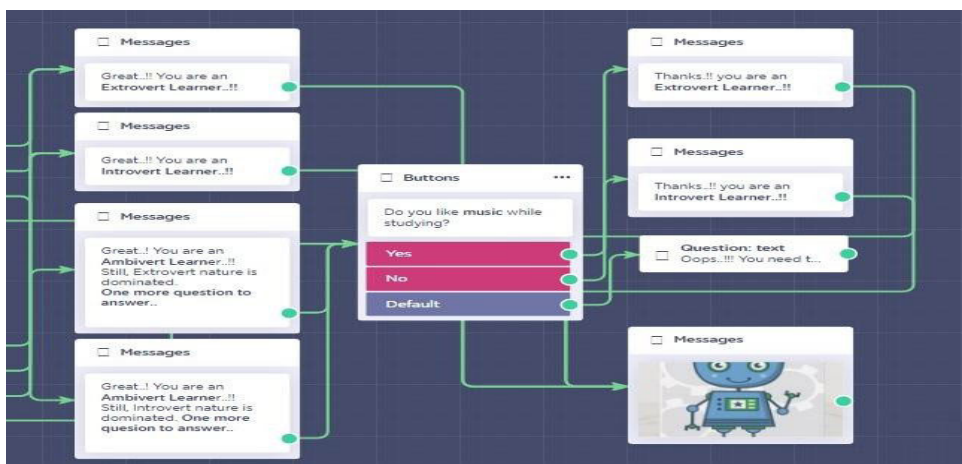 Messages
Great..!! You are an
Extrovert Learner..!!
Messages
Great..!! You are an
Introvert Learner..!!
Messages
Great..! You are an
Ambivert Learner..!!
Still, Extrovert nature is
dominated.
One more question to
answer..
Messages
Great..! You are an
Ambivert Learner..!!
Still, Introvert nature is
dominated. One more
quesion to answer..
Buttons
Do you like music while
studying?
Yes
No
Default
Messages
Thanks..!! you are an
Extrovert Learner..!!
Messages
Thanks..!! you are an
Introvert Learner..!!
Question: text
Oops..!!! You need t...
Messages